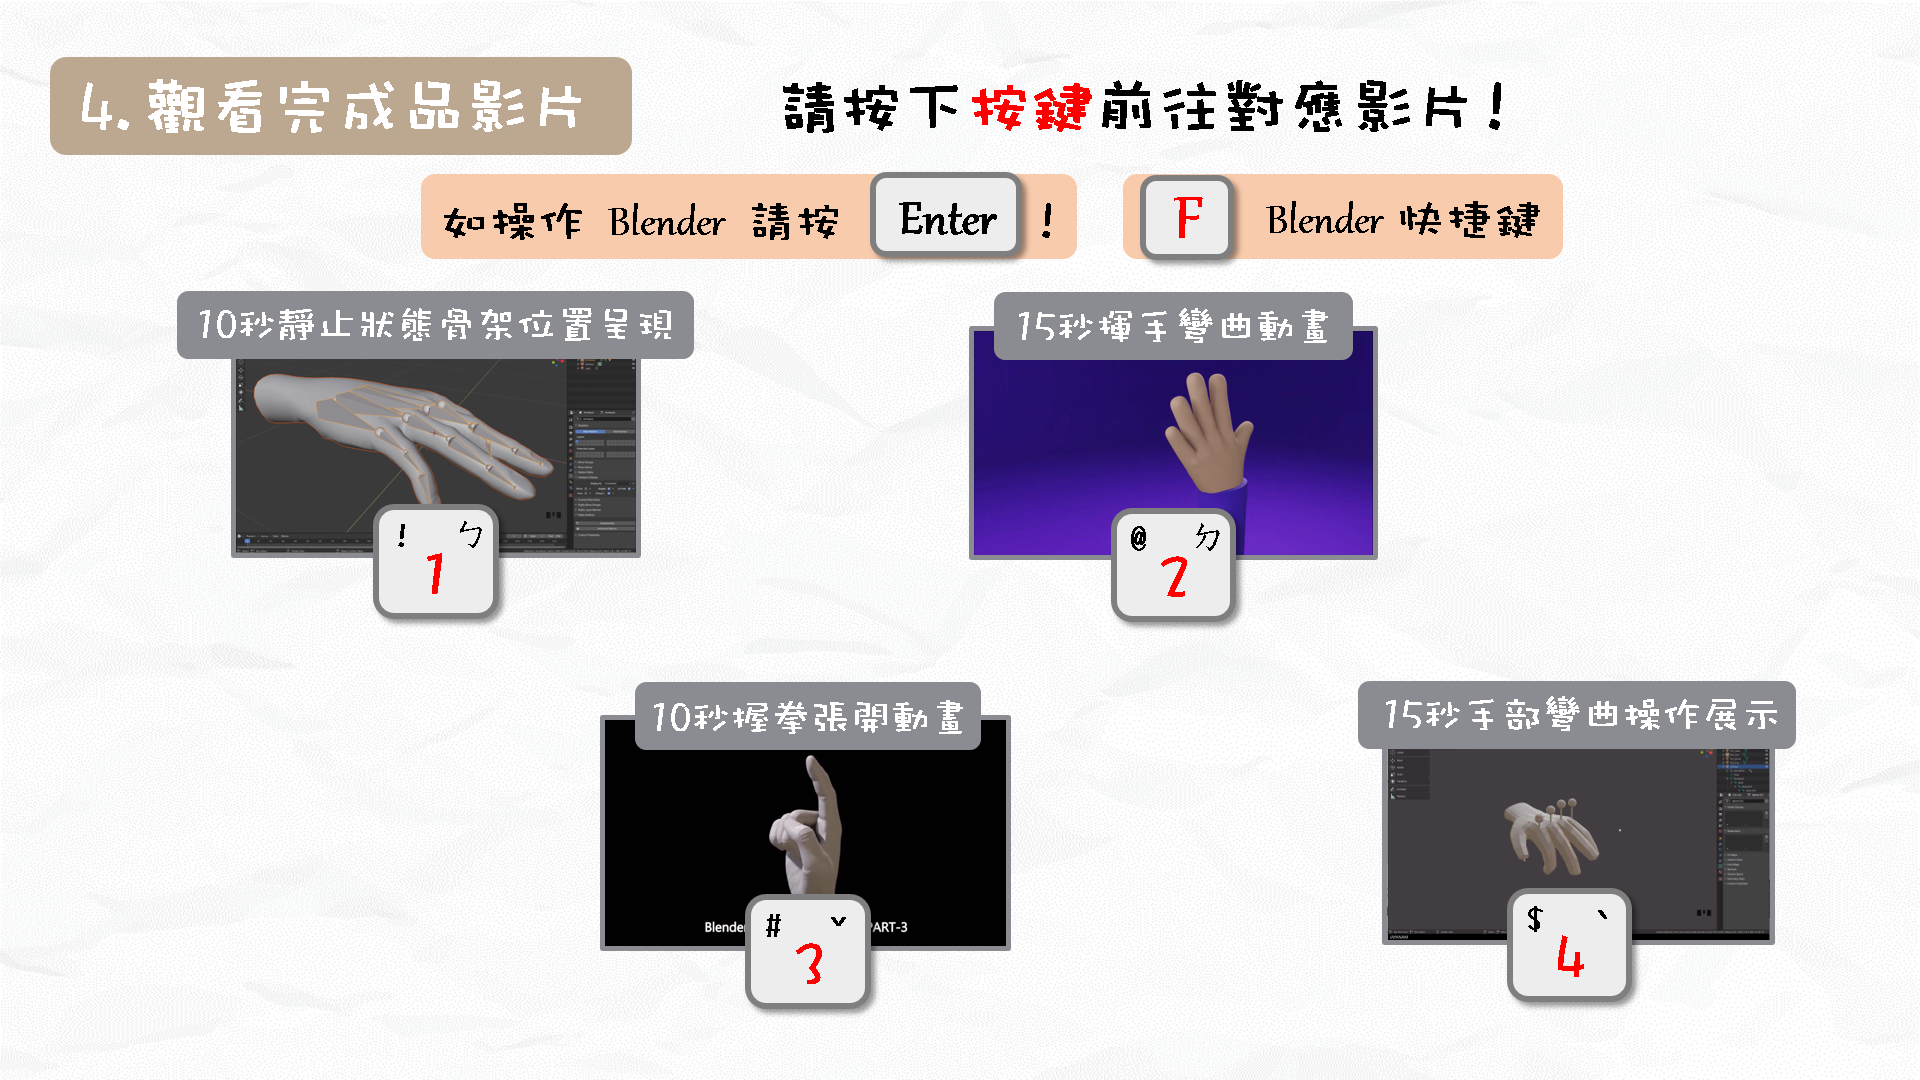 4.觀看完成品影片
請按下按鍵前往對應影片!
如操作 Blender 請按 Enter !
F Blender 快捷鍵
10秒靜止狀態骨架位置呈現
! ㄅ
1
15秒揮手彎曲動畫
@ ㄉ
2
10秒握拳張開動畫
PART-3
# ˇ
3
15秒手部彎曲操作展示
$ ˋ
4